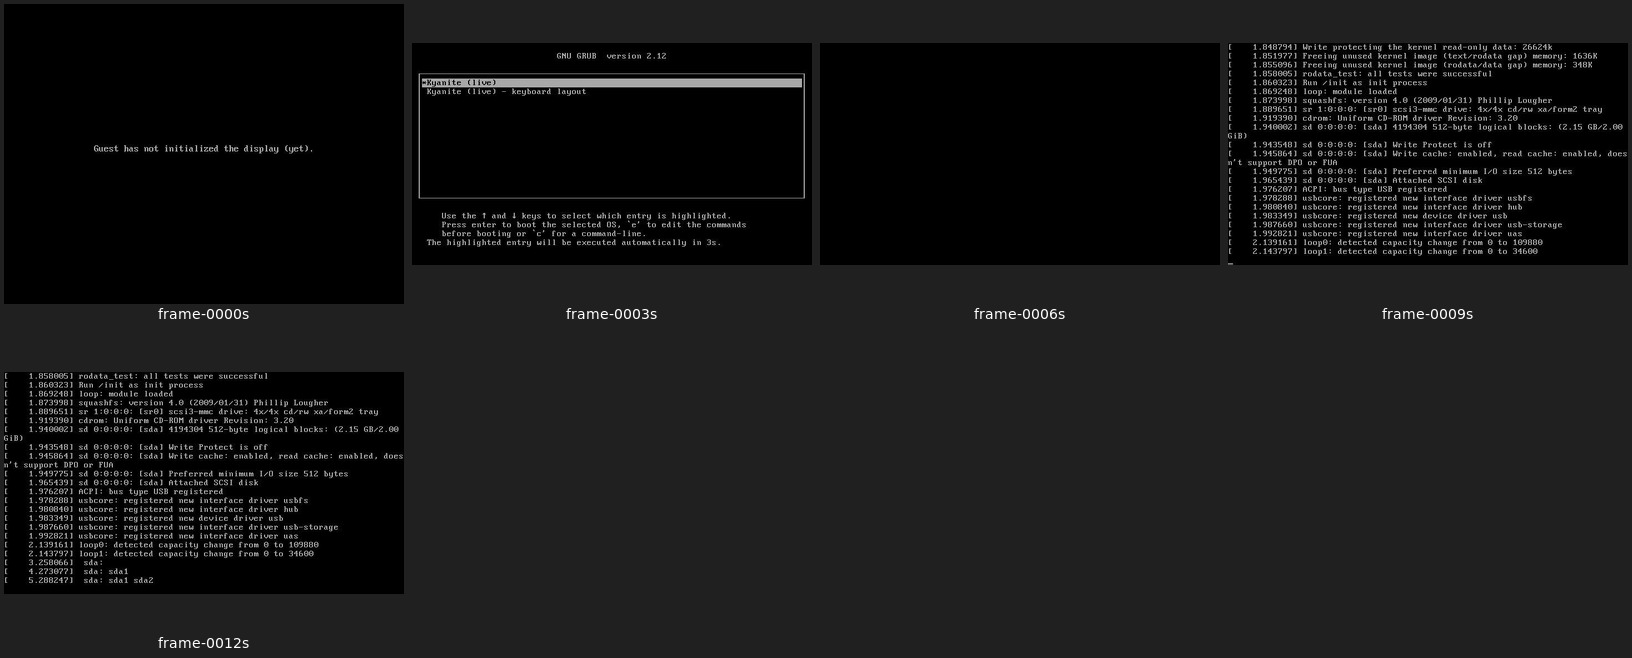 Guest has not initialized the display (yet).
frame-0000s
GNU GRUB version 2.12
*Kyanite (live)
Kyanite (live) - keyboard layout
Use the ↑ and ↓ keys to select which entry is highlighted.
Press enter to boot the selected OS, `e' to edit the commands
before booting or `c' for a command-line.
The highlighted entry will be executed automatically in 3s.
frame-0003s
frame-0006s
[    1.848794] Write protecting the kernel read-only data: 26624k
[    1.851977] Freeing unused kernel image (text/rodata gap) memory: 1636K
[    1.855096] Freeing unused kernel image (rodata/data gap) memory: 348K
[    1.858005] rodata_test: all tests were successful
[    1.860323] Run /init as init process
[    1.869248] loop: module loaded
[    1.873998] squashfs: version 4.0 (2009/01/31) Phillip Lougher
[    1.889651] sr 1:0:0:0: [sr0] scsi3-mmc drive: 4x/4x cd/rw xa/form2 tray
[    1.919390] cdrom: Uniform CD-ROM driver Revision: 3.20
[    1.940002] sd 0:0:0:0: [sda] 4194304 512-byte logical blocks: (2.15 GB/2.00
GiB)
[    1.943548] sd 0:0:0:0: [sda] Write Protect is off
[    1.945864] sd 0:0:0:0: [sda] Write cache: enabled, read cache: enabled, does
n't support DPO or FUA
[    1.949775] sd 0:0:0:0: [sda] Preferred minimum I/O size 512 bytes
[    1.965439] sd 0:0:0:0: [sda] Attached SCSI disk
[    1.976207] ACPI: bus type USB registered
[    1.978288] usbcore: registered new interface driver usbfs
[    1.980840] usbcore: registered new interface driver hub
[    1.983349] usbcore: registered new device driver usb
[    1.987660] usbcore: registered new interface driver usb-storage
[    1.992821] usbcore: registered new interface driver uas
[    2.139161] loop0: detected capacity change from 0 to 109880
[    2.143797] loop1: detected capacity change from 0 to 34600
_
frame-0009s
[    1.858005] rodata_test: all tests were successful
[    1.860323] Run /init as init process
[    1.869248] loop: module loaded
[    1.873998] squashfs: version 4.0 (2009/01/31) Phillip Lougher
[    1.889651] sr 1:0:0:0: [sr0] scsi3-mmc drive: 4x/4x cd/rw xa/form2 tray
[    1.919390] cdrom: Uniform CD-ROM driver Revision: 3.20
[    1.940002] sd 0:0:0:0: [sda] 4194304 512-byte logical blocks: (2.15 GB/2.00
GiB)
[    1.943548] sd 0:0:0:0: [sda] Write Protect is off
[    1.945864] sd 0:0:0:0: [sda] Write cache: enabled, read cache: enabled, does
n't support DPO or FUA
[    1.949775] sd 0:0:0:0: [sda] Preferred minimum I/O size 512 bytes
[    1.965439] sd 0:0:0:0: [sda] Attached SCSI disk
[    1.976207] ACPI: bus type USB registered
[    1.978288] usbcore: registered new interface driver usbfs
[    1.980840] usbcore: registered new interface driver hub
[    1.983349] usbcore: registered new device driver usb
[    1.987660] usbcore: registered new interface driver usb-storage
[    1.992821] usbcore: registered new interface driver uas
[    2.139161] loop0: detected capacity change from 0 to 109880
[    2.143797] loop1: detected capacity change from 0 to 34600
[    3.258066]  sda:
[    4.273077]  sda: sda1
[    5.288247]  sda: sda1 sda2
frame-0012s